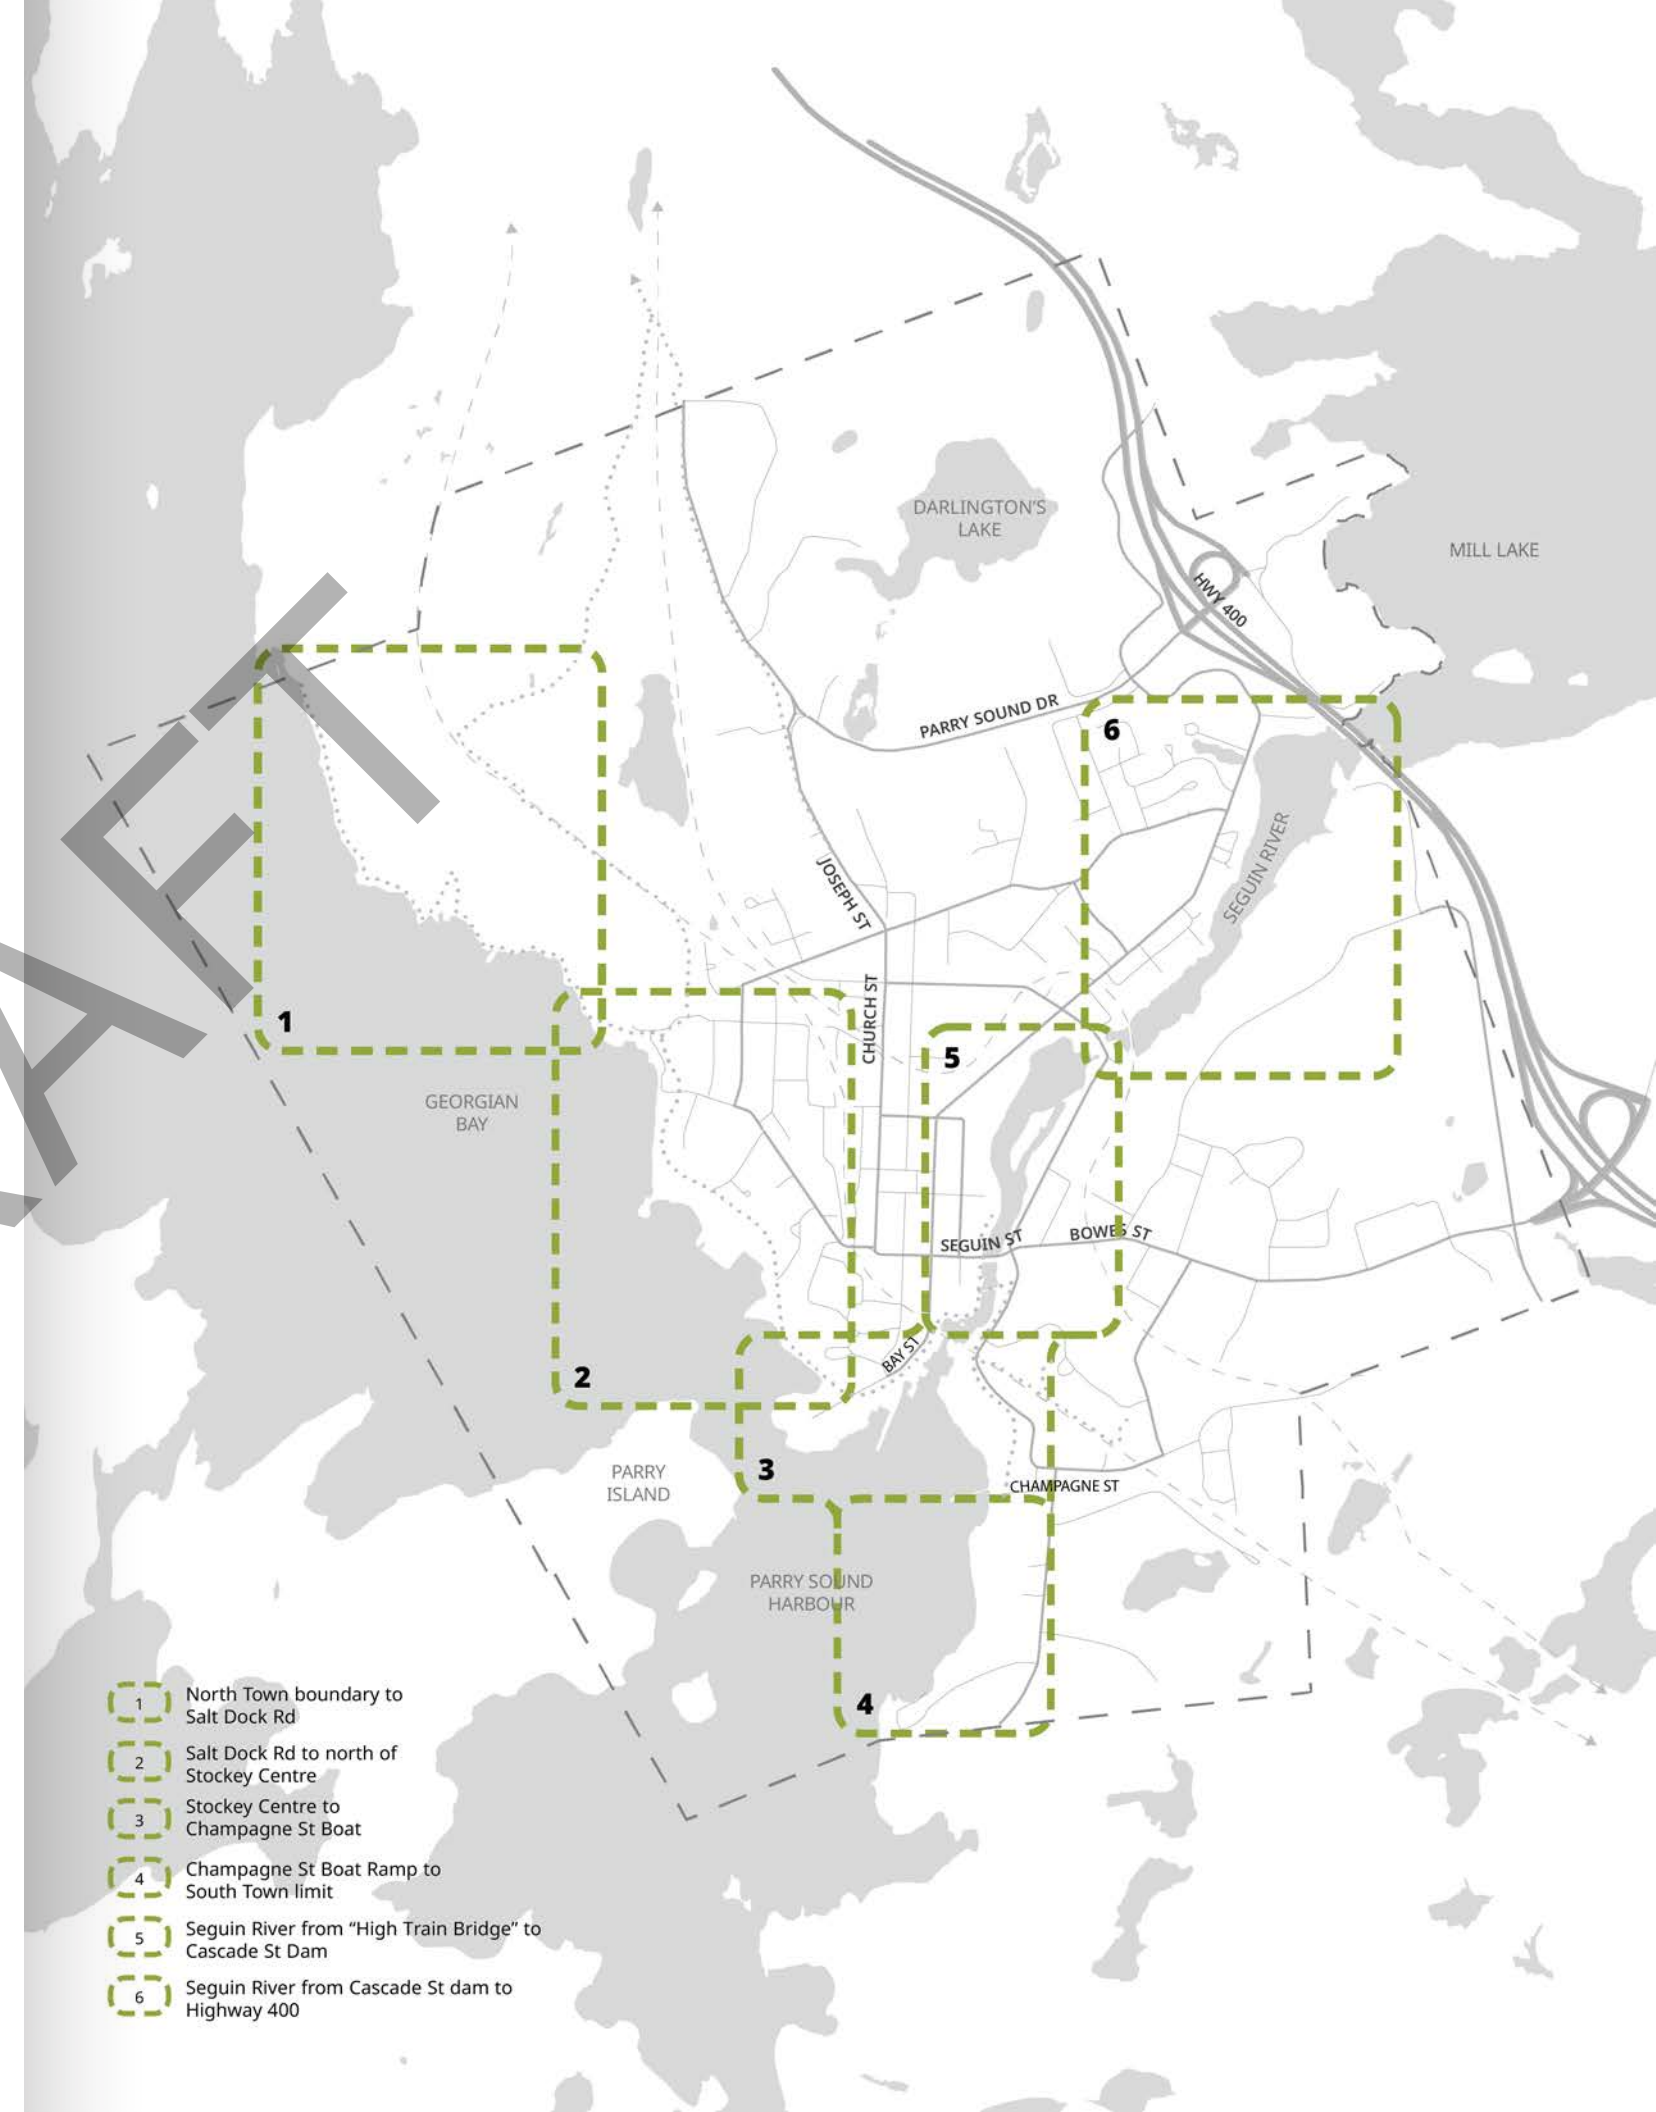 DARLINGTON'S
LAKE
MILL LAKE
HWY 400
PARRY SOUND DR
6
SEGUIN RIVER
JOSEPH ST
CHURCH ST
1
5
GEORGIAN
BAY
SEGUIN ST
BOWES ST
BAY ST
2
3
PARRY
ISLAND
CHAMPAGNE ST
PARRY SOUND
HARBOUR
4
AFT
1 North Town boundary to
Salt Dock Rd
2 Salt Dock Rd to north of
Stockey Centre
3 Stockey Centre to
Champagne St Boat
4 Champagne St Boat Ramp to
South Town limit
5 Seguin River from “High Train Bridge” to
Cascade St Dam
6 Seguin River from Cascade St dam to
Highway 400